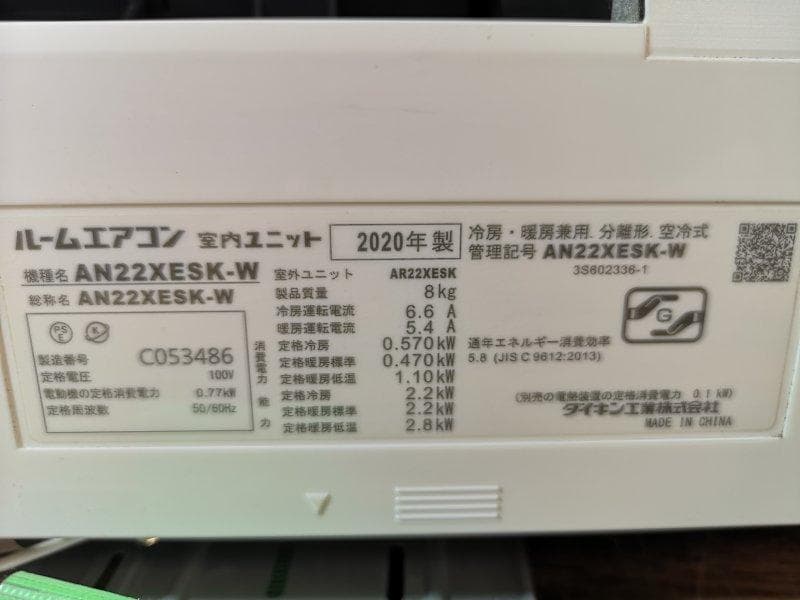 ルームエアコン 室内ユニット 2020年製 冷房・暖房兼用. 分離形. 空冷式
管理記号 AN22XESK-W
3S602336-1
機種名 AN22XESK-W
総称名 AN22XESK-W
PS E
製造番号 C053486
定格電圧 100V
電動機の定格消費電力 0.77kW
定格周波数 50/60Hz
室外ユニット AR22XESK
製品質量 8kg
冷房運転電流 6.6 A
暖房運転電流 5.4 A
消費電力
定格冷房 0.570kW
定格暖房標準 0.470kW
定格暖房低温 1.10kW
能力
定格冷房 2.2kW
定格暖房標準 2.2kW
定格暖房低温 2.8kW
G
通年エネルギー消費効率
5.8 (JIS C 9612:2013)
(別売の電熱装置の定格消費電力 0.1 kW)
ダイキン工業株式会社
MADE IN CHINA